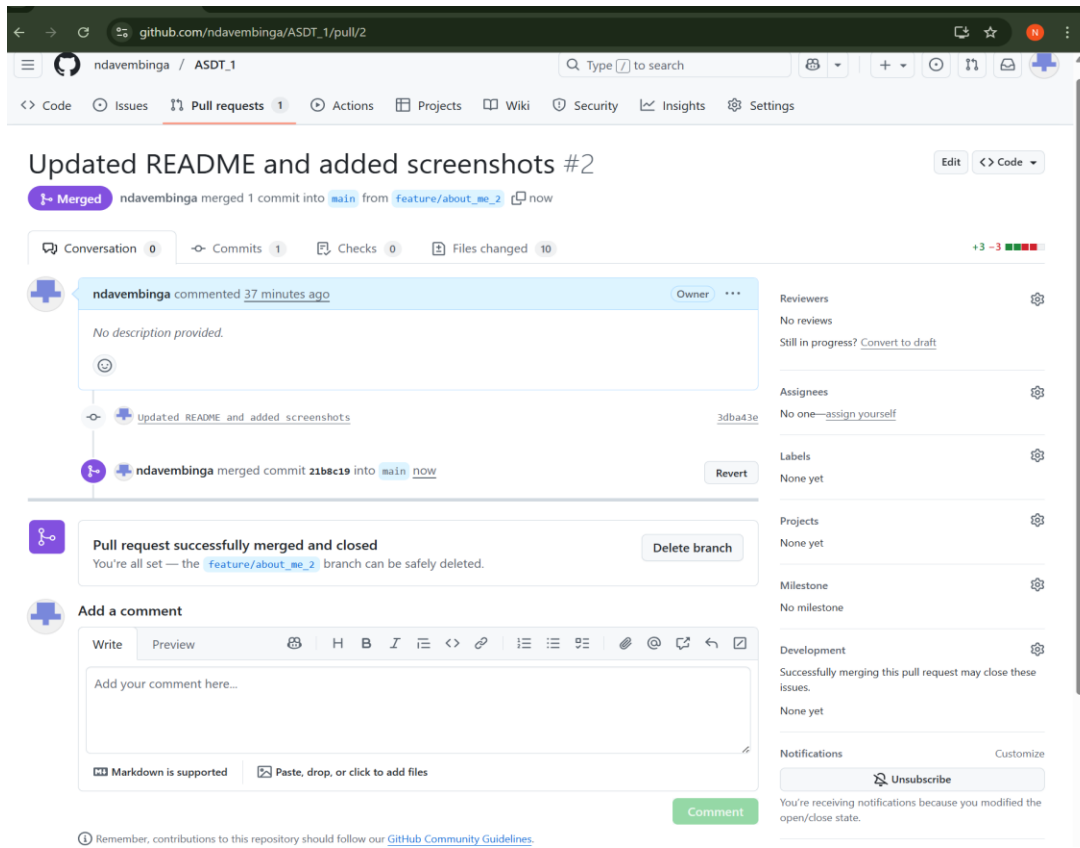 github.com/ndavembinga/ASDT_1/pull/2
N
ndavembinga / ASDT_1
Type / to search
Code Issues Pull requests 1 Actions Projects Wiki Security Insights Settings
Updated README and added screenshots #2
Edit <> Code
Merged ndavembinga merged 1 commit into main from feature/about_me_2 now
Conversation 0 Commits 1 Checks 0 Files changed 10
+3 −3
ndavembinga commented 37 minutes ago Owner
No description provided.
Updated README and added screenshots 3dba43e
ndavembinga merged commit 21b8c19 into main now
Revert
Pull request successfully merged and closed
You're all set — the feature/about_me_2 branch can be safely deleted.
Delete branch
Add a comment
Write Preview
H B I
Add your comment here...
Markdown is supported
Paste, drop, or click to add files
Comment
Remember, contributions to this repository should follow our GitHub Community Guidelines.
Reviewers
No reviews
Still in progress? Convert to draft
Assignees
No one—assign yourself
Labels
None yet
Projects
None yet
Milestone
No milestone
Development
Successfully merging this pull request may close these
issues.
None yet
Notifications Customize
Unsubscribe
You're receiving notifications because you modified the
open/close state.